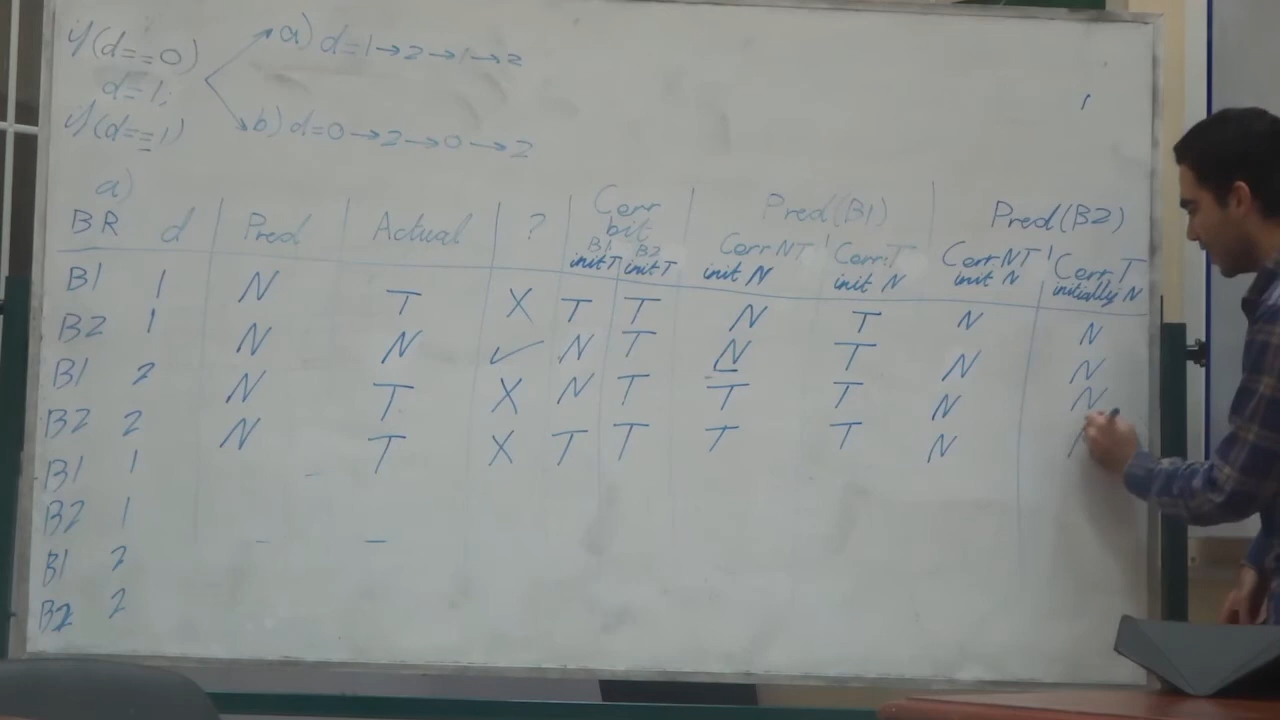 if(d==0)
d=1;
if(d==1)
a) d=1→2→1→2
b) d=0→2→0→2
a)
BR d Pred Actual ? Corr bit Pred(B1) Pred(B2)
B1 init T B2 init T Corr NT init N Corr.T init N Corr NT init N Corr.T initially N
B1 1 N T X T T N T N N
B2 1 N N ✓ N T N T N N
B1 2 N T X N T T T N N
B2 2 N T X T T T T N
B1 1
B2 1 – –
B1 2
B2 2